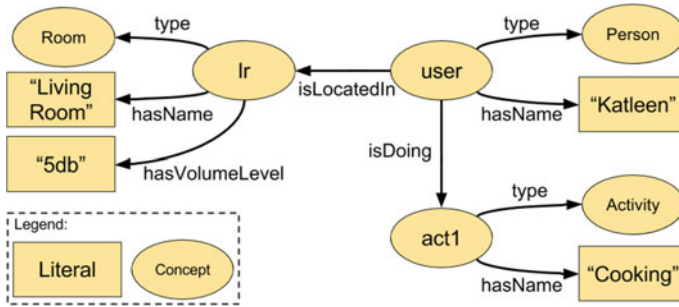 type
type
Room
Person
lr
user
"Living
Room"
isLocatedIn
hasName
hasName
"Katleen"
"5db"
hasVolumeLevel
isDoing
type
Activity
act1
Legend:
Literal
Concept
hasName
"Cooking"